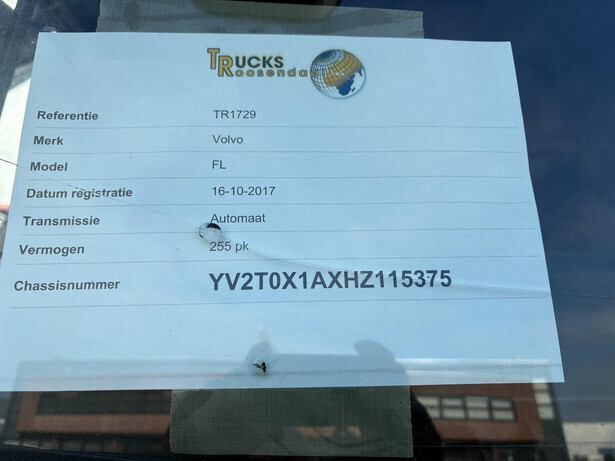 TRUCKS
Roosendaal
Referentie TR1729
Merk Volvo
Model FL
Datum registratie 16-10-2017
Transmissie Automaat
Vermogen 255 pk
Chassisnummer YV2T0X1AXHZ115375